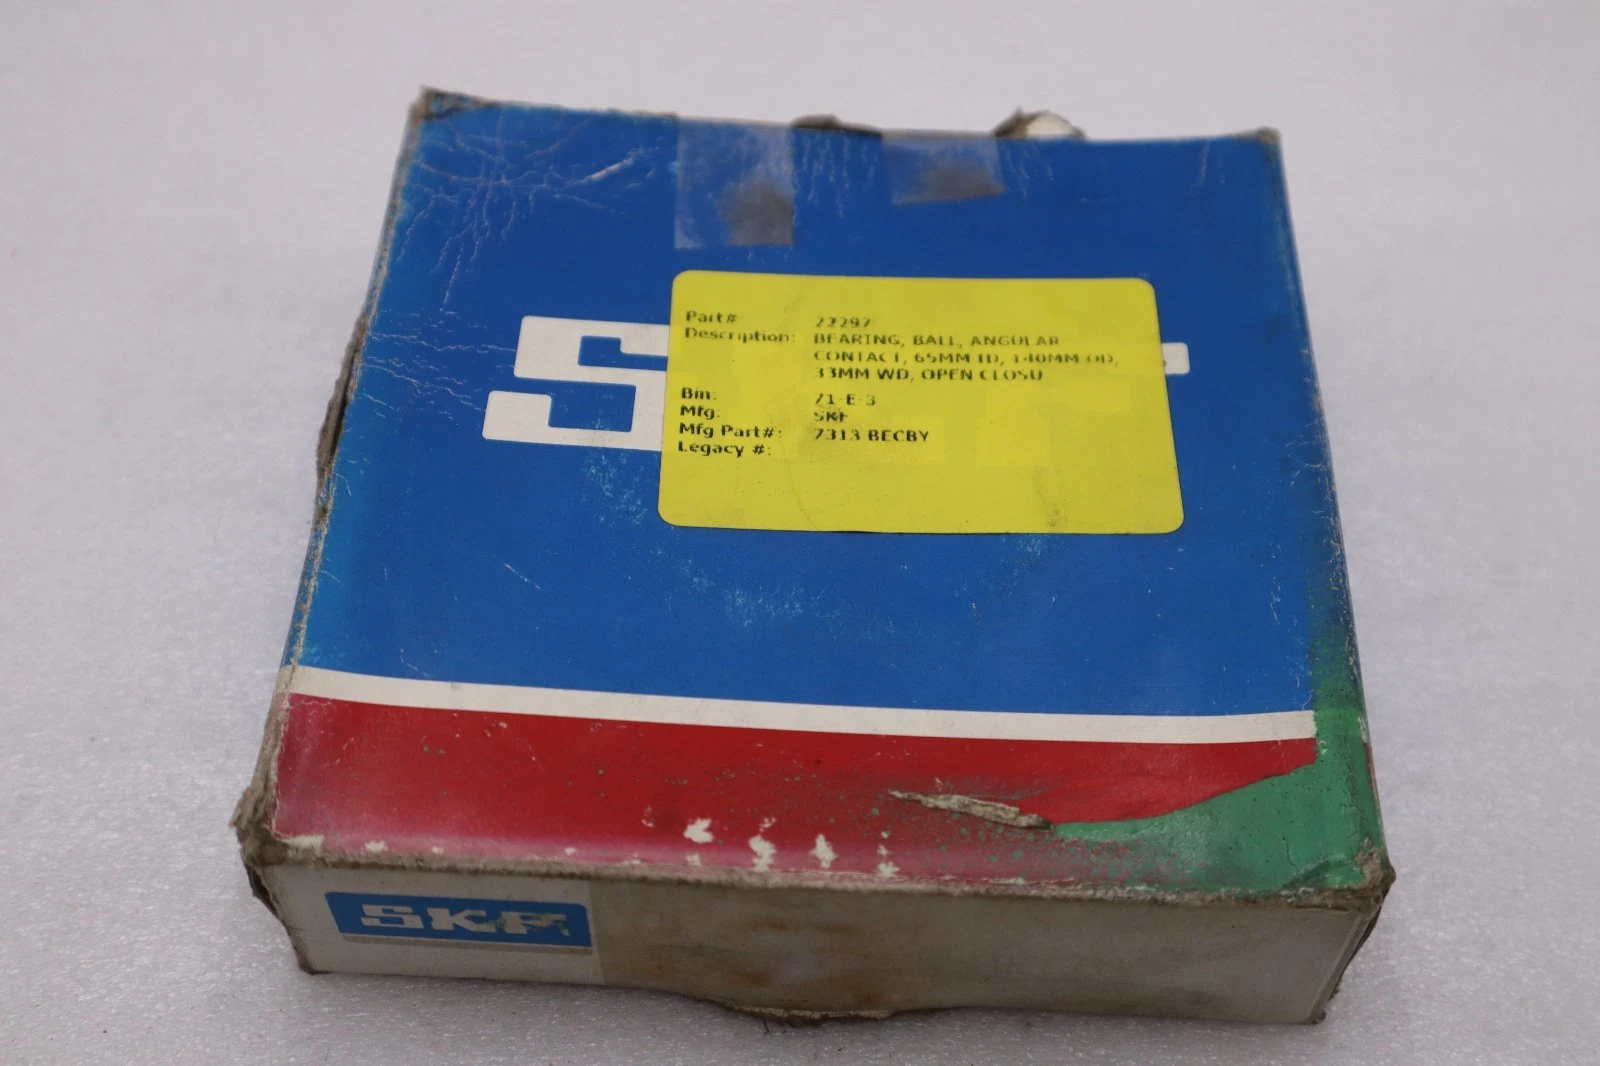 Part#: 22297
Description: BEARING, BALL, ANGULAR
CONTACT, 65MM ID, 140MM OD,
33MM WD, OPEN CLOSU
Bin: 71-E-3
Mfg: SKF
Mfg Part#: 7313 BECBY
Legacy #:
SKF